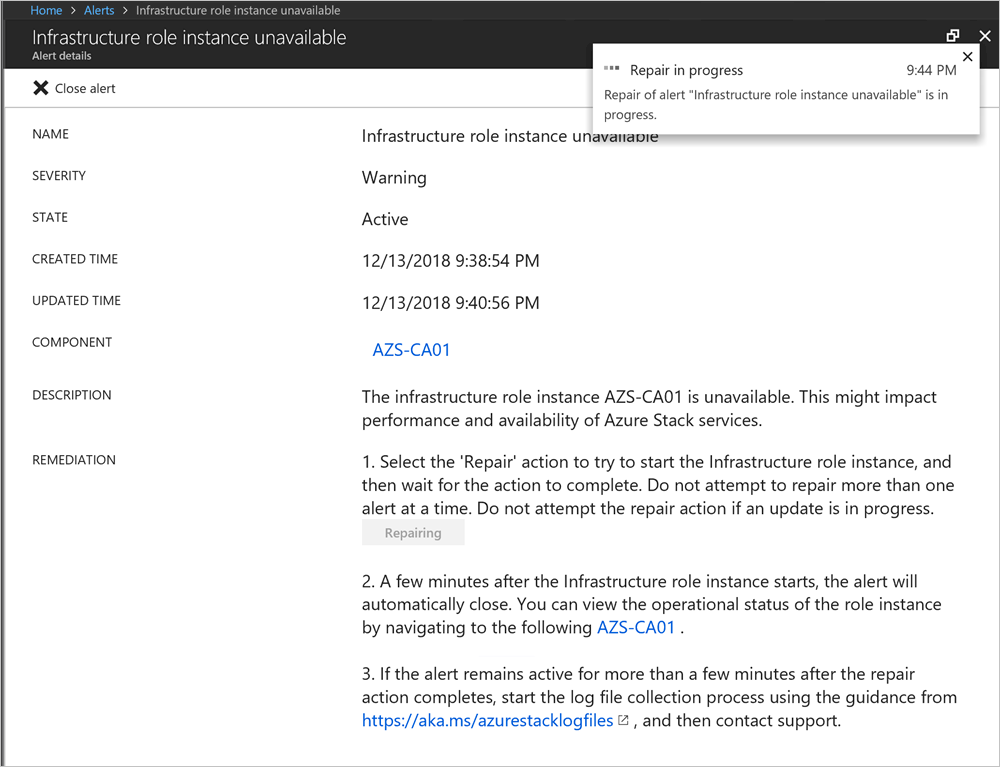 Home > Alerts > Infrastructure role instance unavailable
Infrastructure role instance unavailable
Alert details
Repair in progress 9:44 PM
Repair of alert "Infrastructure role instance unavailable" is in
progress.
Close alert
NAME Infrastructure role instance unavailable
SEVERITY Warning
STATE Active
CREATED TIME 12/13/2018 9:38:54 PM
UPDATED TIME 12/13/2018 9:40:56 PM
COMPONENT AZS-CA01
DESCRIPTION The infrastructure role instance AZS-CA01 is unavailable. This might impact
performance and availability of Azure Stack services.
REMEDIATION 1. Select the 'Repair' action to try to start the Infrastructure role instance, and
then wait for the action to complete. Do not attempt to repair more than one
alert at a time. Do not attempt the repair action if an update is in progress.
Repairing
2. A few minutes after the Infrastructure role instance starts, the alert will
automatically close. You can view the operational status of the role instance
by navigating to the following AZS-CA01 .
3. If the alert remains active for more than a few minutes after the repair
action completes, start the log file collection process using the guidance from
https://aka.ms/azurestacklogfiles , and then contact support.